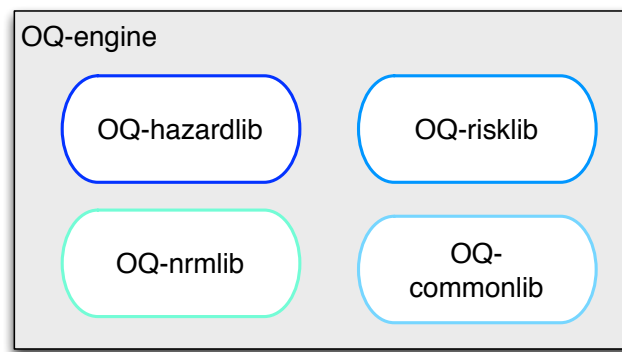 OQ-engine
OQ-hazardlib
OQ-risklib
OQ-nrmlib
OQ-
commonlib